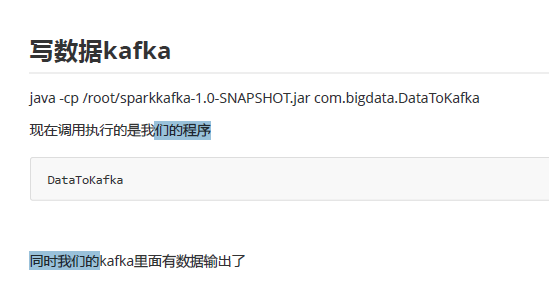 写数据kafka
java -cp /root/sparkkafka-1.0-SNAPSHOT.jar com.bigdata.DataToKafka
现在调用执行的是我们的程序
DataToKafka
同时我们的kafka里面有数据输出了